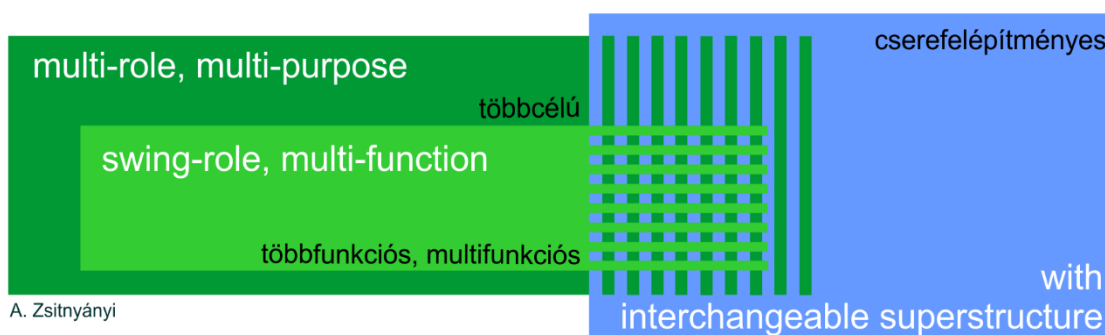 cserefelépítményes
multi-role, multi-purpose
többcélú
swing-role, multi-function
többfunkciós, multifunkciós
with
interchangeable superstructure
A. Zsitnyányi